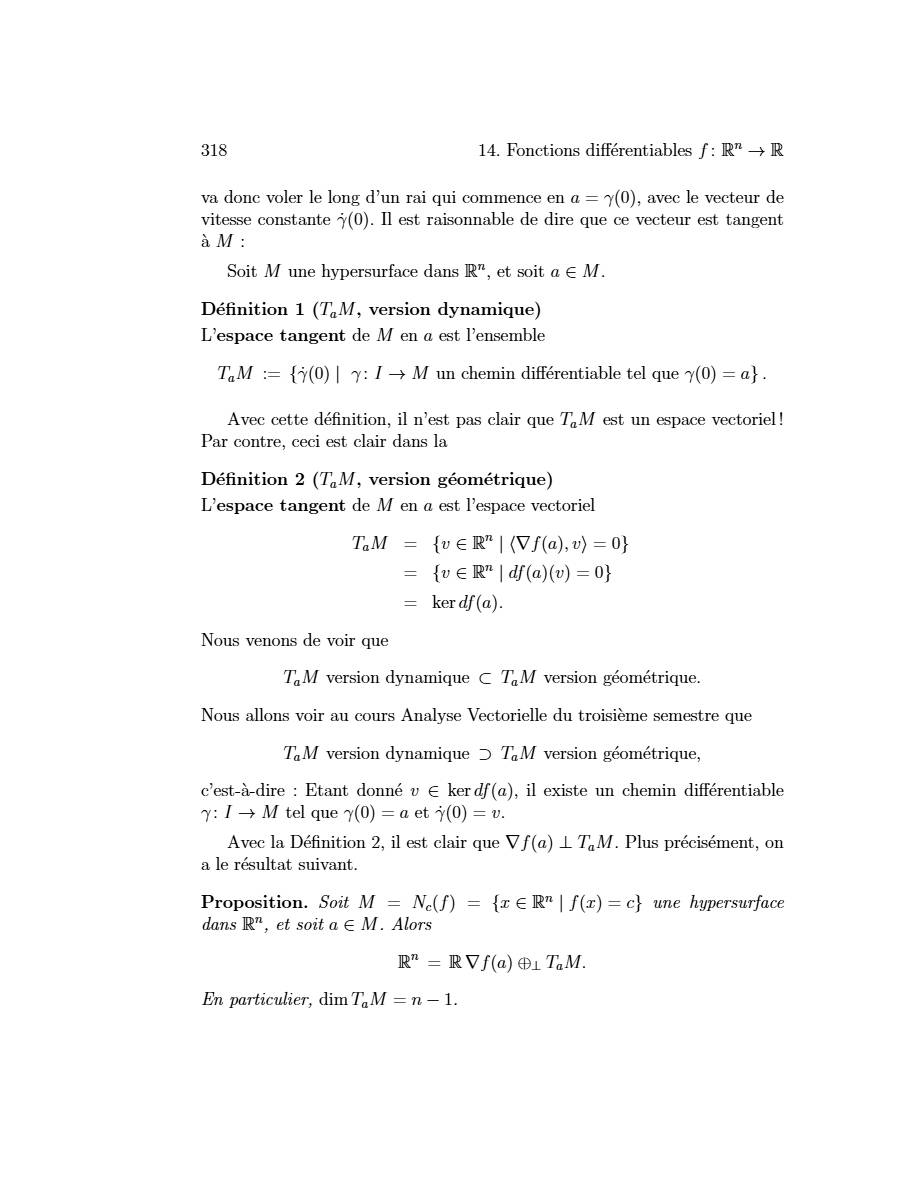 318 14. Fonctions différentiables f : ℝⁿ → ℝ
va donc voler le long d'un rai qui commence en a = γ(0), avec le vecteur de
vitesse constante γ̇(0). Il est raisonnable de dire que ce vecteur est tangent
à M :
Soit M une hypersurface dans ℝⁿ, et soit a ∈ M.
Définition 1 (TₐM, version dynamique)
L'espace tangent de M en a est l'ensemble
TₐM := {γ̇(0) | γ : I → M un chemin différentiable tel que γ(0) = a} .
Avec cette définition, il n'est pas clair que TₐM est un espace vectoriel !
Par contre, ceci est clair dans la
Définition 2 (TₐM, version géométrique)
L'espace tangent de M en a est l'espace vectoriel
TₐM = {v ∈ ℝⁿ | ⟨∇f(a), v⟩ = 0}
= {v ∈ ℝⁿ | df(a)(v) = 0}
= ker df(a).
Nous venons de voir que
TₐM version dynamique ⊂ TₐM version géométrique.
Nous allons voir au cours Analyse Vectorielle du troisième semestre que
TₐM version dynamique ⊃ TₐM version géométrique,
c'est-à-dire : Etant donné v ∈ ker df(a), il existe un chemin différentiable
γ : I → M tel que γ(0) = a et γ̇(0) = v.
Avec la Définition 2, il est clair que ∇f(a) ⊥ TₐM. Plus précisément, on
a le résultat suivant.
Proposition. Soit M = N_c(f) = {x ∈ ℝⁿ | f(x) = c} une hypersurface
dans ℝⁿ, et soit a ∈ M. Alors
ℝⁿ = ℝ ∇f(a) ⊕_⊥ TₐM.
En particulier, dim TₐM = n − 1.